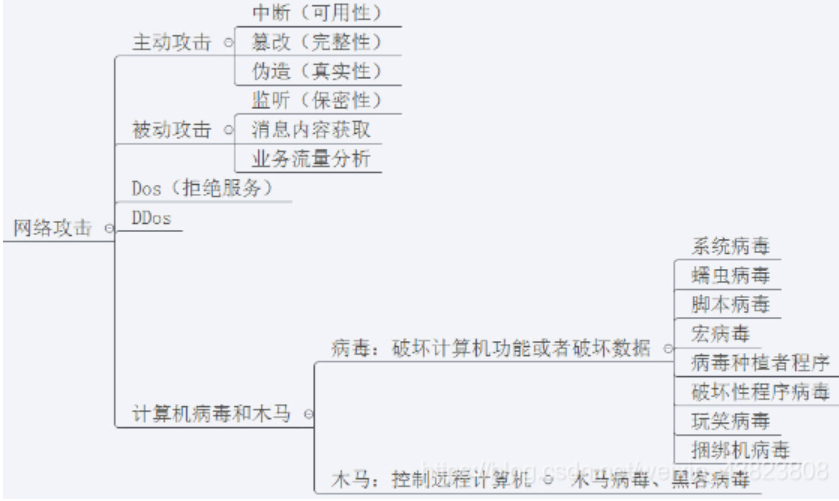 网络攻击
主动攻击
中断（可用性）
篡改（完整性）
伪造（真实性）
被动攻击
监听（保密性）
消息内容获取
业务流量分析
Dos（拒绝服务）
DDos
计算机病毒和木马
病毒：破坏计算机功能或者破坏数据
系统病毒
蠕虫病毒
脚本病毒
宏病毒
病毒种植者程序
破坏性程序病毒
玩笑病毒
捆绑机病毒
木马：控制远程计算机
木马病毒、黑客病毒